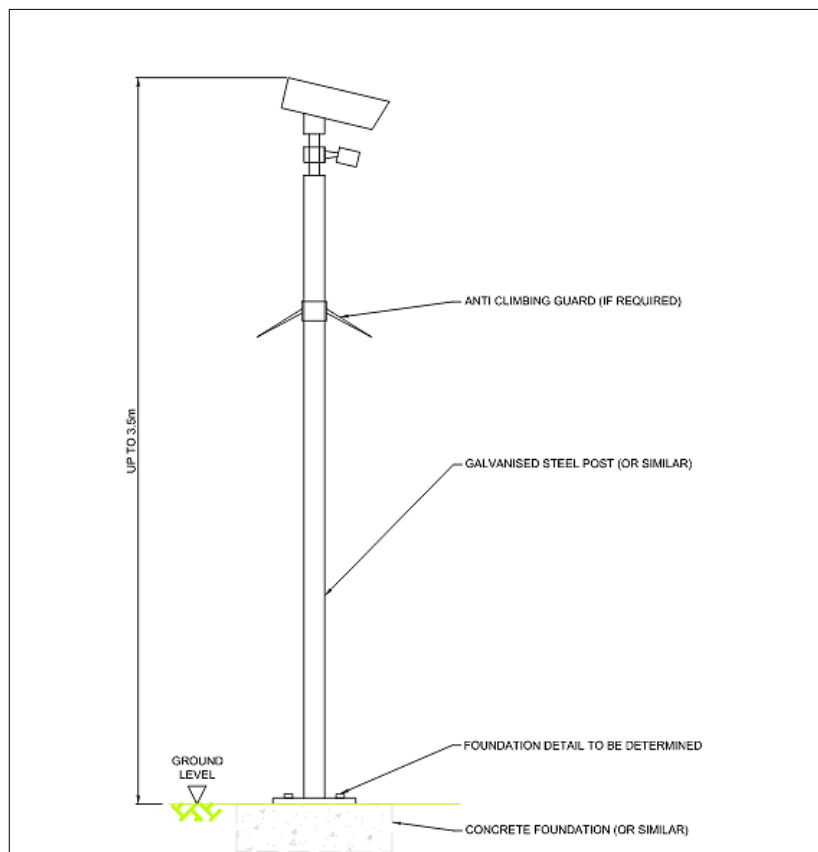 ANTI CLIMBING GUARD (IF REQUIRED)
UP TO 3.5m
GALVANISED STEEL POST (OR SIMILAR)
FOUNDATION DETAIL TO BE DETERMINED
GROUND
LEVEL
CONCRETE FOUNDATION (OR SIMILAR)